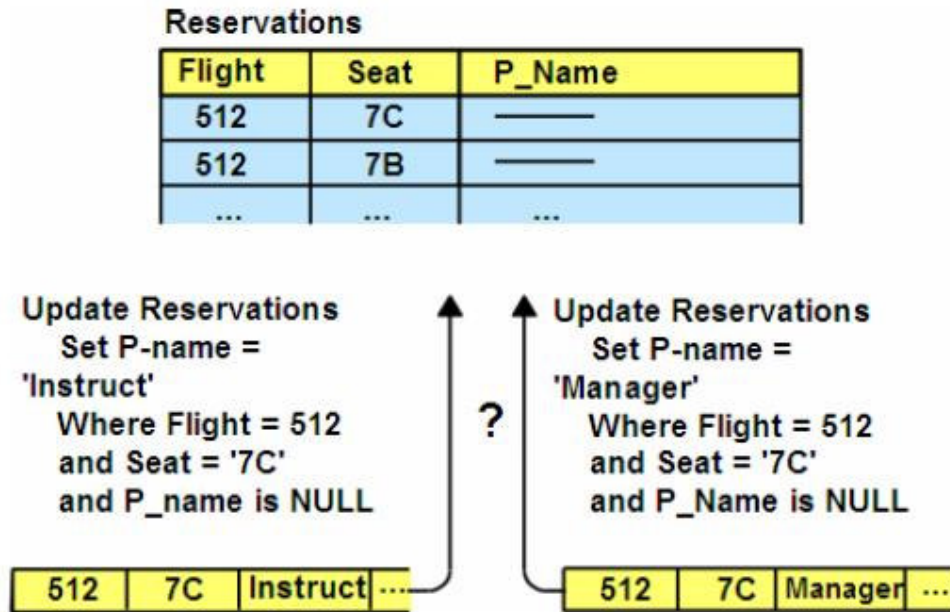 Reservations
Flight Seat P_Name
512 7C ———
512 7B ———
... ... ...
Update Reservations
Set P-name =
'Instruct'
Where Flight = 512
and Seat = '7C'
and P_name is NULL
?
Update Reservations
Set P-name =
'Manager'
Where Flight = 512
and Seat = '7C'
and P_Name is NULL
512 7C Instruct ....
512 7C Manager ...